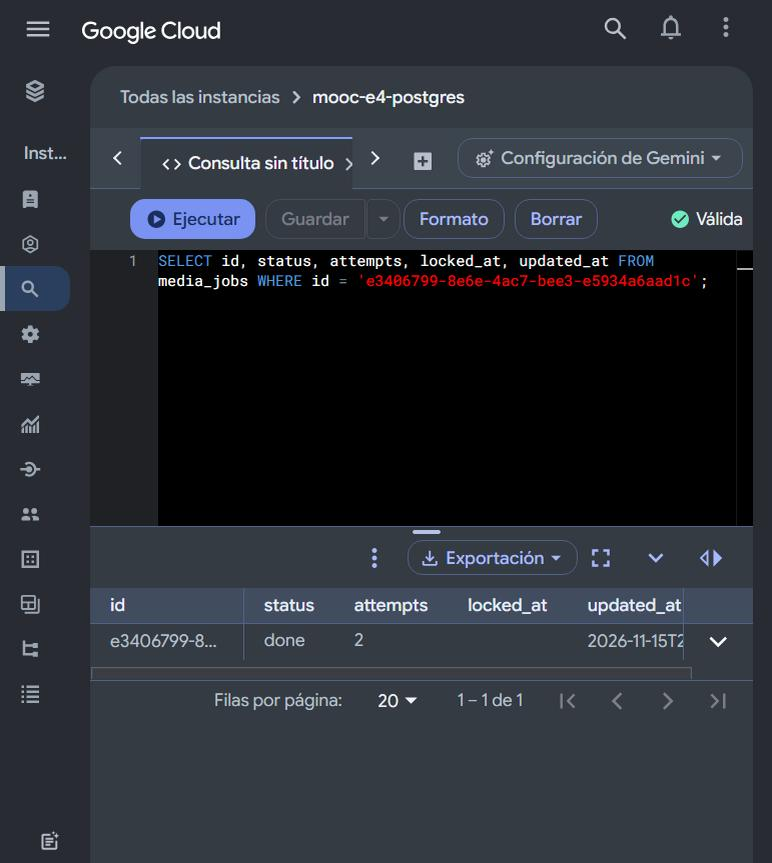 Google Cloud
Todas las instancias > mooc-e4-postgres
Inst...
<> Consulta sin título
Configuración de Gemini
Ejecutar
Guardar
Formato
Borrar
Válida
1 SELECT id, status, attempts, locked_at, updated_at FROM
media_jobs WHERE id = 'e3406799-8e6e-4ac7-bee3-e5934a6aad1c';
Exportación
id status attempts locked_at updated_at
e3406799-8... done 2 2026-11-15T2
Filas por página: 20 1 – 1 de 1